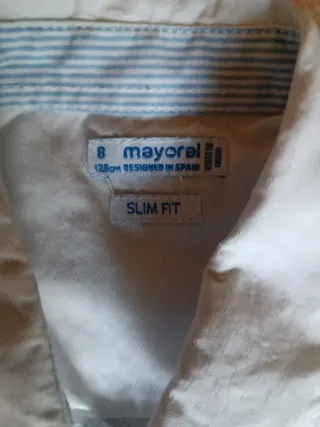 8 mayoral
128cm DESIGNED IN SPAIN
SLIM FIT